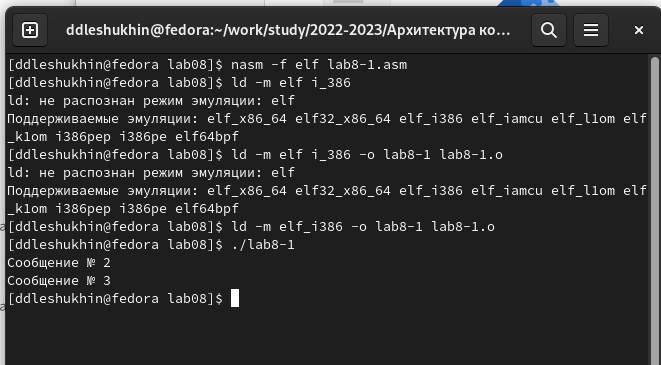 ddleshukhin@fedora:~/work/study/2022-2023/Архитектура ко...
[ddleshukhin@fedora lab08]$ nasm -f elf lab8-1.asm
[ddleshukhin@fedora lab08]$ ld -m elf i_386
ld: не распознан режим эмуляции: elf
Поддерживаемые эмуляции: elf_x86_64 elf32_x86_64 elf_i386 elf_iamcu elf_l1om elf
_k1om i386pep i386pe elf64bpf
[ddleshukhin@fedora lab08]$ ld -m elf i_386 -o lab8-1 lab8-1.o
ld: не распознан режим эмуляции: elf
Поддерживаемые эмуляции: elf_x86_64 elf32_x86_64 elf_i386 elf_iamcu elf_l1om elf
_k1om i386pep i386pe elf64bpf
[ddleshukhin@fedora lab08]$ ld -m elf_i386 -o lab8-1 lab8-1.o
[ddleshukhin@fedora lab08]$ ./lab8-1
Сообщение № 2
Сообщение № 3
[ddleshukhin@fedora lab08]$